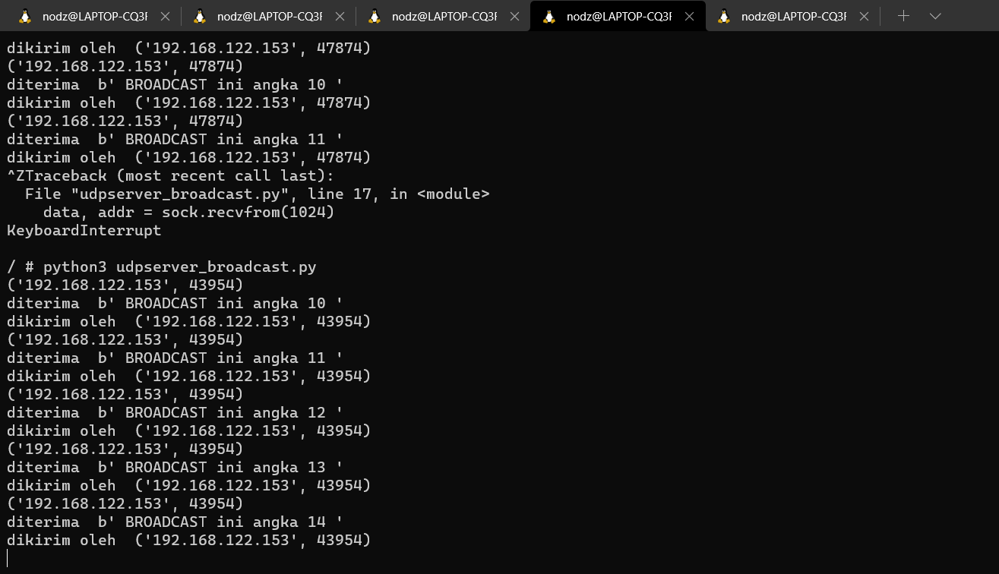 nodz@LAPTOP-CQ3F nodz@LAPTOP-CQ3F nodz@LAPTOP-CQ3F nodz@LAPTOP-CQ3F nodz@LAPTOP-CQ3F
dikirim oleh  ('192.168.122.153', 47874)
('192.168.122.153', 47874)
diterima  b' BROADCAST ini angka 10 '
dikirim oleh  ('192.168.122.153', 47874)
('192.168.122.153', 47874)
diterima  b' BROADCAST ini angka 11 '
dikirim oleh  ('192.168.122.153', 47874)
^ZTraceback (most recent call last):
  File "udpserver_broadcast.py", line 17, in <module>
    data, addr = sock.recvfrom(1024)
KeyboardInterrupt
/ # python3 udpserver_broadcast.py
('192.168.122.153', 43954)
diterima  b' BROADCAST ini angka 10 '
dikirim oleh  ('192.168.122.153', 43954)
('192.168.122.153', 43954)
diterima  b' BROADCAST ini angka 11 '
dikirim oleh  ('192.168.122.153', 43954)
('192.168.122.153', 43954)
diterima  b' BROADCAST ini angka 12 '
dikirim oleh  ('192.168.122.153', 43954)
('192.168.122.153', 43954)
diterima  b' BROADCAST ini angka 13 '
dikirim oleh  ('192.168.122.153', 43954)
('192.168.122.153', 43954)
diterima  b' BROADCAST ini angka 14 '
dikirim oleh  ('192.168.122.153', 43954)